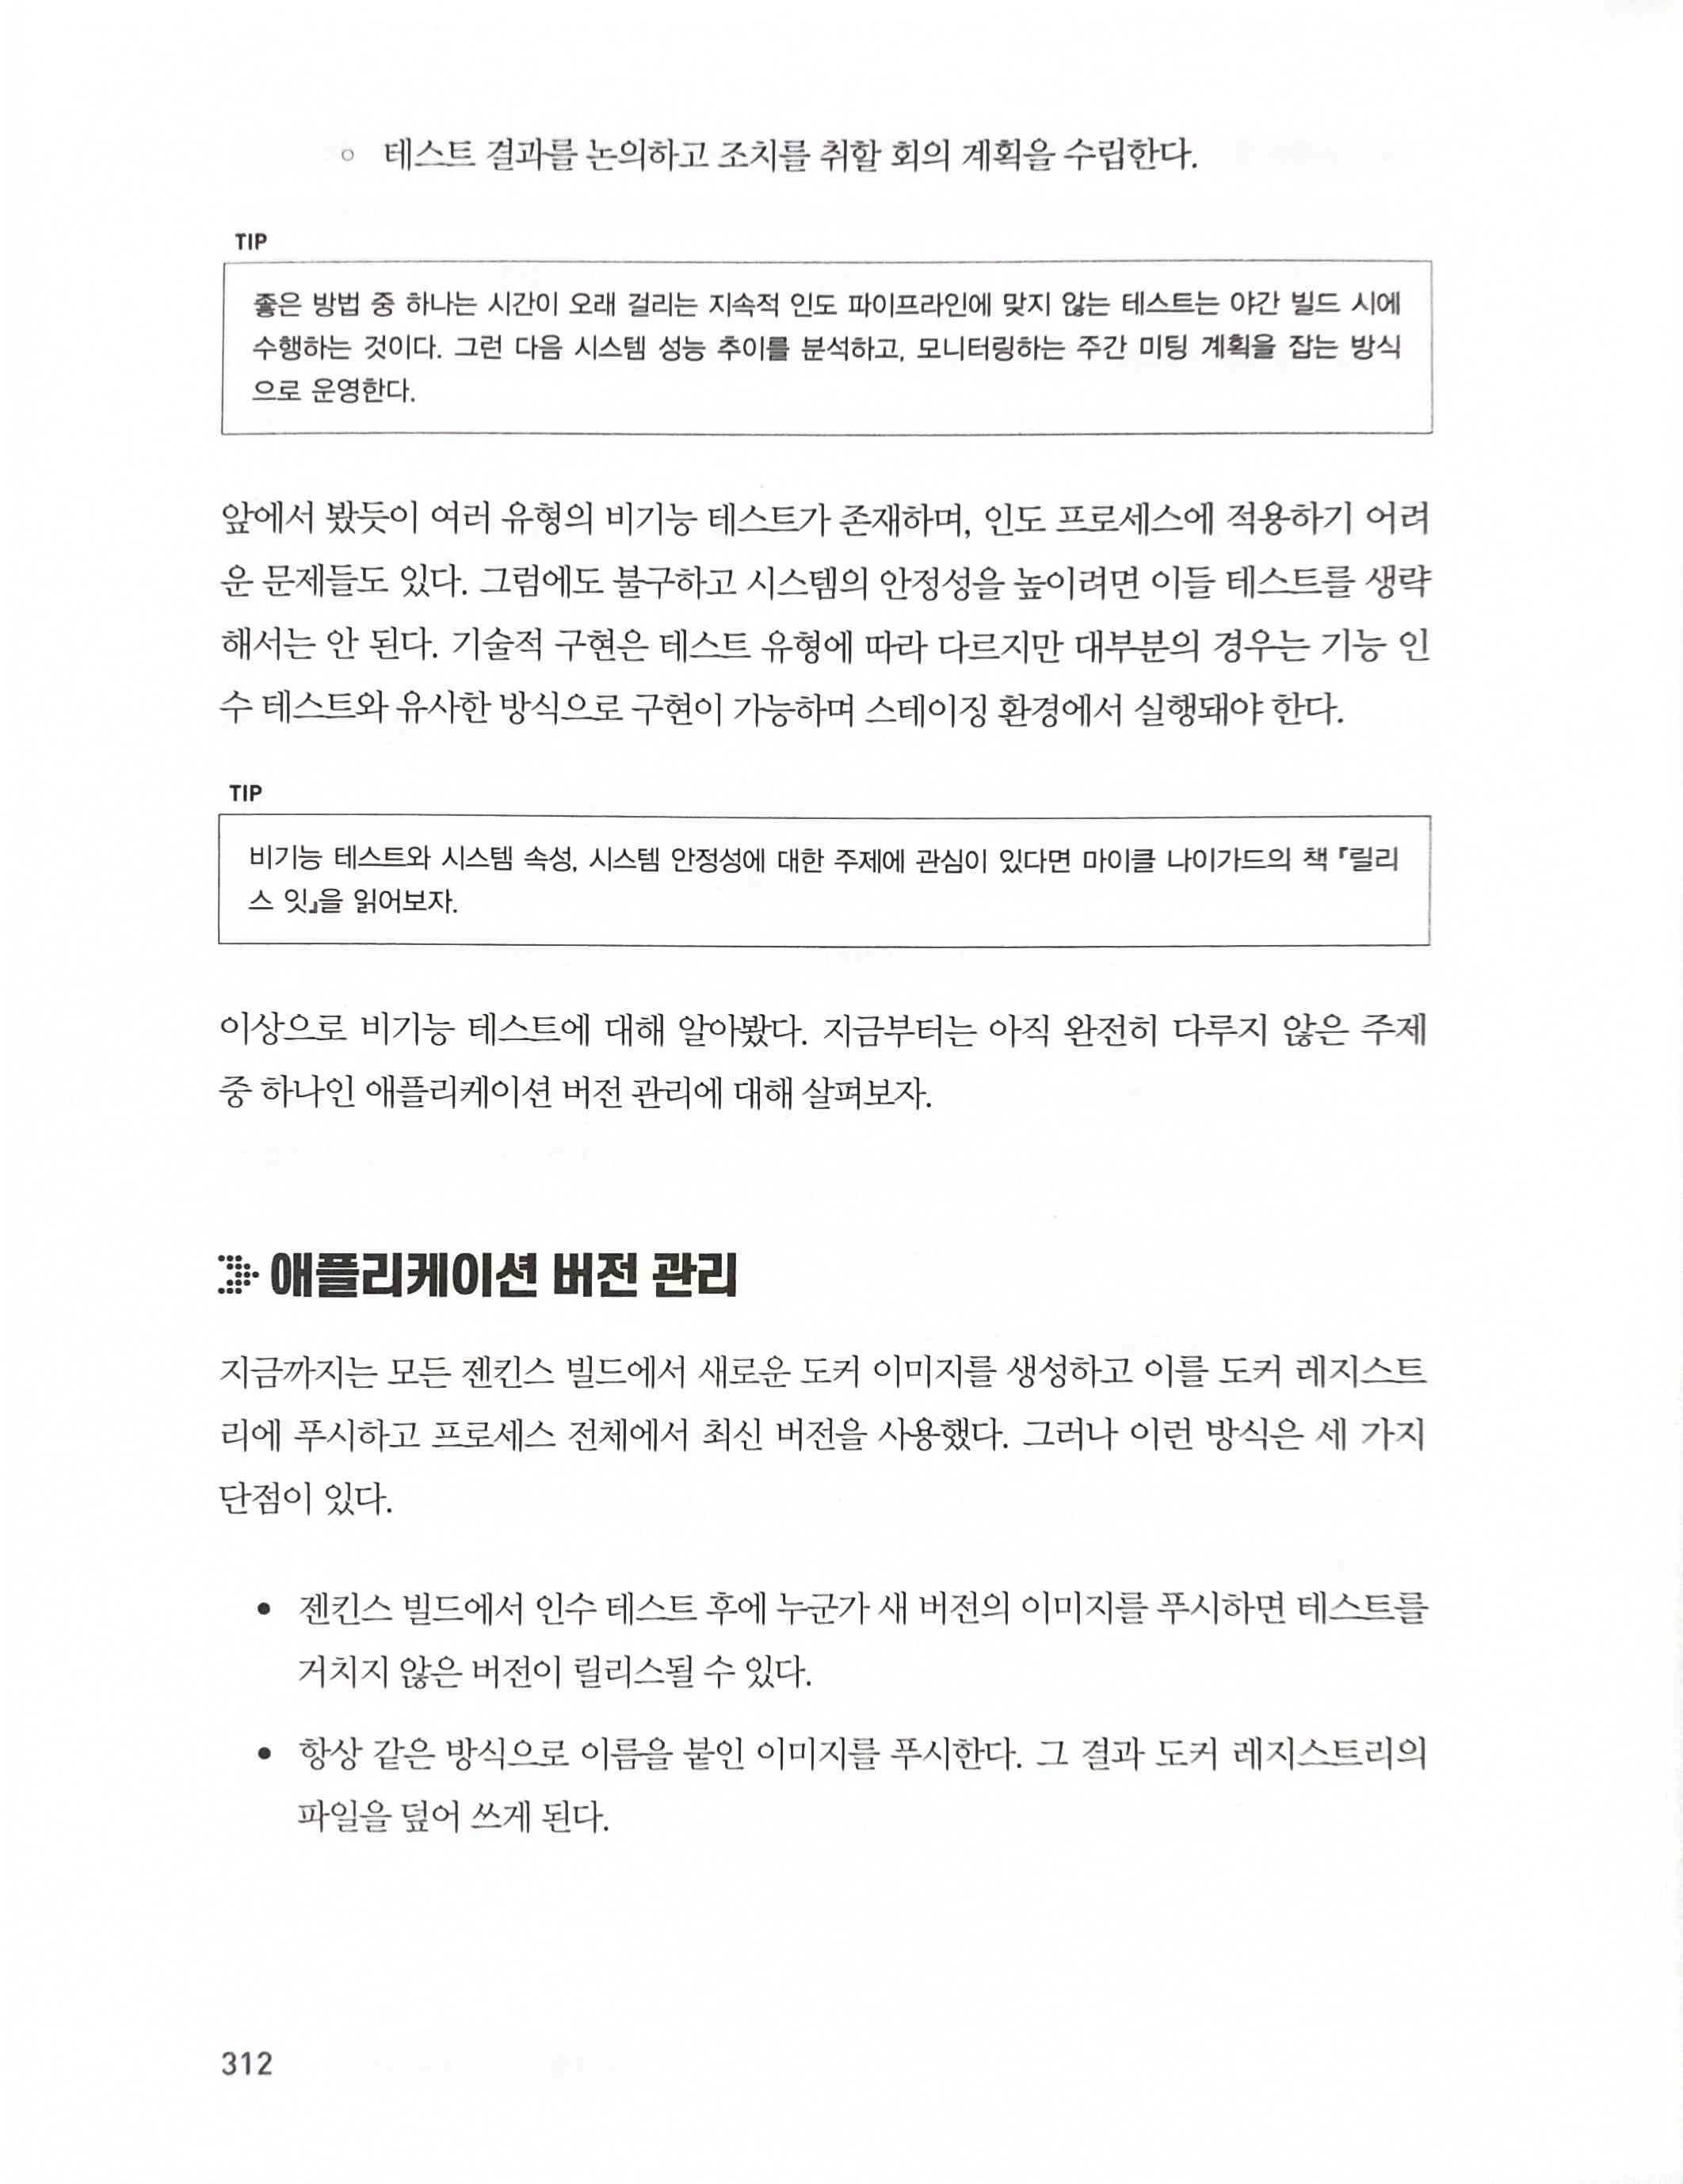 ○ 테스트 결과를 논의하고 조치를 취할 회의 계획을 수립한다.
TIP
좋은 방법 중 하나는 시간이 오래 걸리는 지속적 인도 파이프라인에 맞지 않는 테스트는 야간 빌드 시에
수행하는 것이다. 그런 다음 시스템 성능 추이를 분석하고, 모니터링하는 주간 미팅 계획을 잡는 방식
으로 운영한다.
앞에서 봤듯이 여러 유형의 비기능 테스트가 존재하며, 인도 프로세스에 적용하기 어려
운 문제들도 있다. 그럼에도 불구하고 시스템의 안정성을 높이려면 이들 테스트를 생략
해서는 안 된다. 기술적 구현은 테스트 유형에 따라 다르지만 대부분의 경우는 기능 인
수 테스트와 유사한 방식으로 구현이 가능하며 스테이징 환경에서 실행돼야 한다.
TIP
비기능 테스트와 시스템 속성, 시스템 안정성에 대한 주제에 관심이 있다면 마이클 나이가드의 책 『릴리
스 잇』을 읽어보자.
이상으로 비기능 테스트에 대해 알아봤다. 지금부터는 아직 완전히 다루지 않은 주제
중 하나인 애플리케이션 버전 관리에 대해 살펴보자.
애플리케이션 버전 관리
지금까지는 모든 젠킨스 빌드에서 새로운 도커 이미지를 생성하고 이를 도커 레지스트
리에 푸시하고 프로세스 전체에서 최신 버전을 사용했다. 그러나 이런 방식은 세 가지
단점이 있다.
● 젠킨스 빌드에서 인수 테스트 후에 누군가 새 버전의 이미지를 푸시하면 테스트를
거치지 않은 버전이 릴리스될 수 있다.
● 항상 같은 방식으로 이름을 붙인 이미지를 푸시한다. 그 결과 도커 레지스트리의
파일을 덮어 쓰게 된다.
312